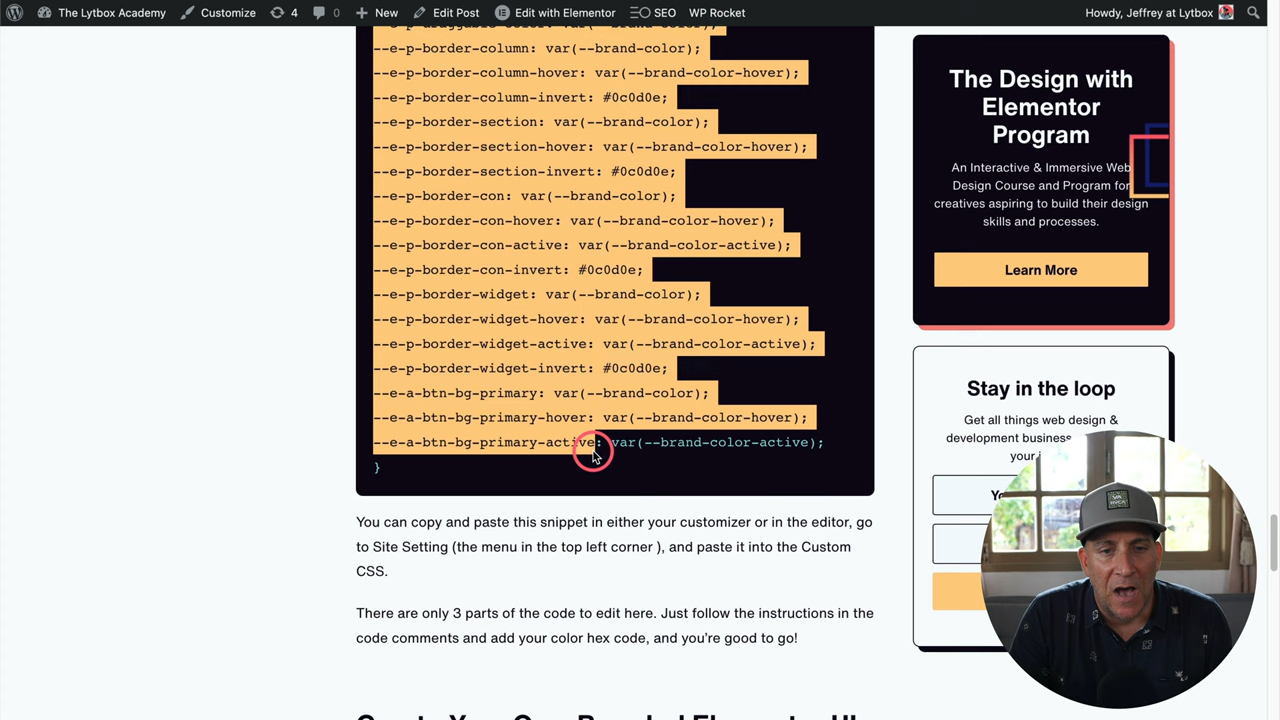 The Lytbox Academy Customize 4 0 New Edit Post Edit with Elementor SEO WP Rocket Howdy, Jeffrey at Lytbox
--e-p-border-column: var(--brand-color);
--e-p-border-column-hover: var(--brand-color-hover);
--e-p-border-column-invert: #0c0d0e;
--e-p-border-section: var(--brand-color);
--e-p-border-section-hover: var(--brand-color-hover);
--e-p-border-section-invert: #0c0d0e;
--e-p-border-con: var(--brand-color);
--e-p-border-con-hover: var(--brand-color-hover);
--e-p-border-con-active: var(--brand-color-active);
--e-p-border-con-invert: #0c0d0e;
--e-p-border-widget: var(--brand-color);
--e-p-border-widget-hover: var(--brand-color-hover);
--e-p-border-widget-active: var(--brand-color-active);
--e-p-border-widget-invert: #0c0d0e;
--e-a-btn-bg-primary: var(--brand-color);
--e-a-btn-bg-primary-hover: var(--brand-color-hover);
--e-a-btn-bg-primary-active: var(--brand-color-active);
}
You can copy and paste this snippet in either your customizer or in the editor, go
to Site Setting (the menu in the top left corner ), and paste it into the Custom
CSS.
There are only 3 parts of the code to edit here. Just follow the instructions in the
code comments and add your color hex code, and you're good to go!
The Design with
Elementor
Program
An Interactive & Immersive Web
Design Course and Program for
creatives aspiring to build their design
skills and processes.
Learn More
Stay in the loop
Get all things web design &
development business